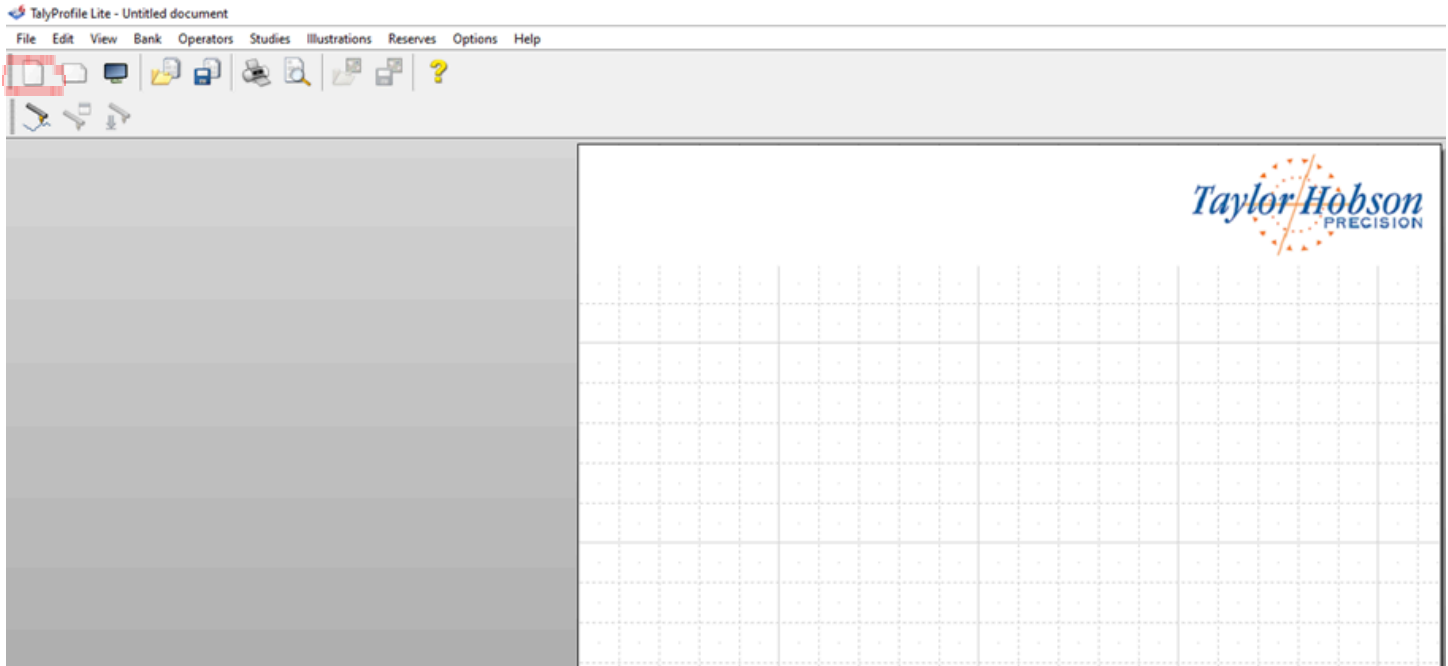 TalyProfile Lite - Untitled document
File Edit View Bank Operators Studies Illustrations Reserves Options Help
Taylor Hobson
PRECISION